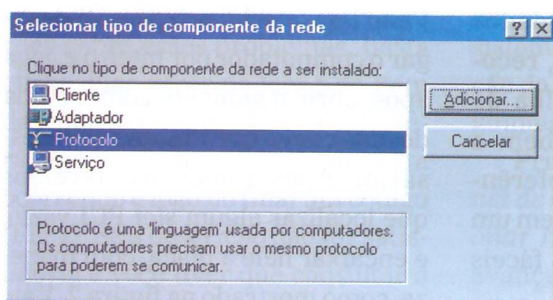 Selecionar tipo de componente da rede
Clique no tipo de componente da rede a ser instalado:
Cliente
Adaptador
Protocolo
Serviço
Adicionar...
Cancelar
Protocolo é uma 'linguagem' usada por computadores.
Os computadores precisam usar o mesmo protocolo
para poderem se comunicar.